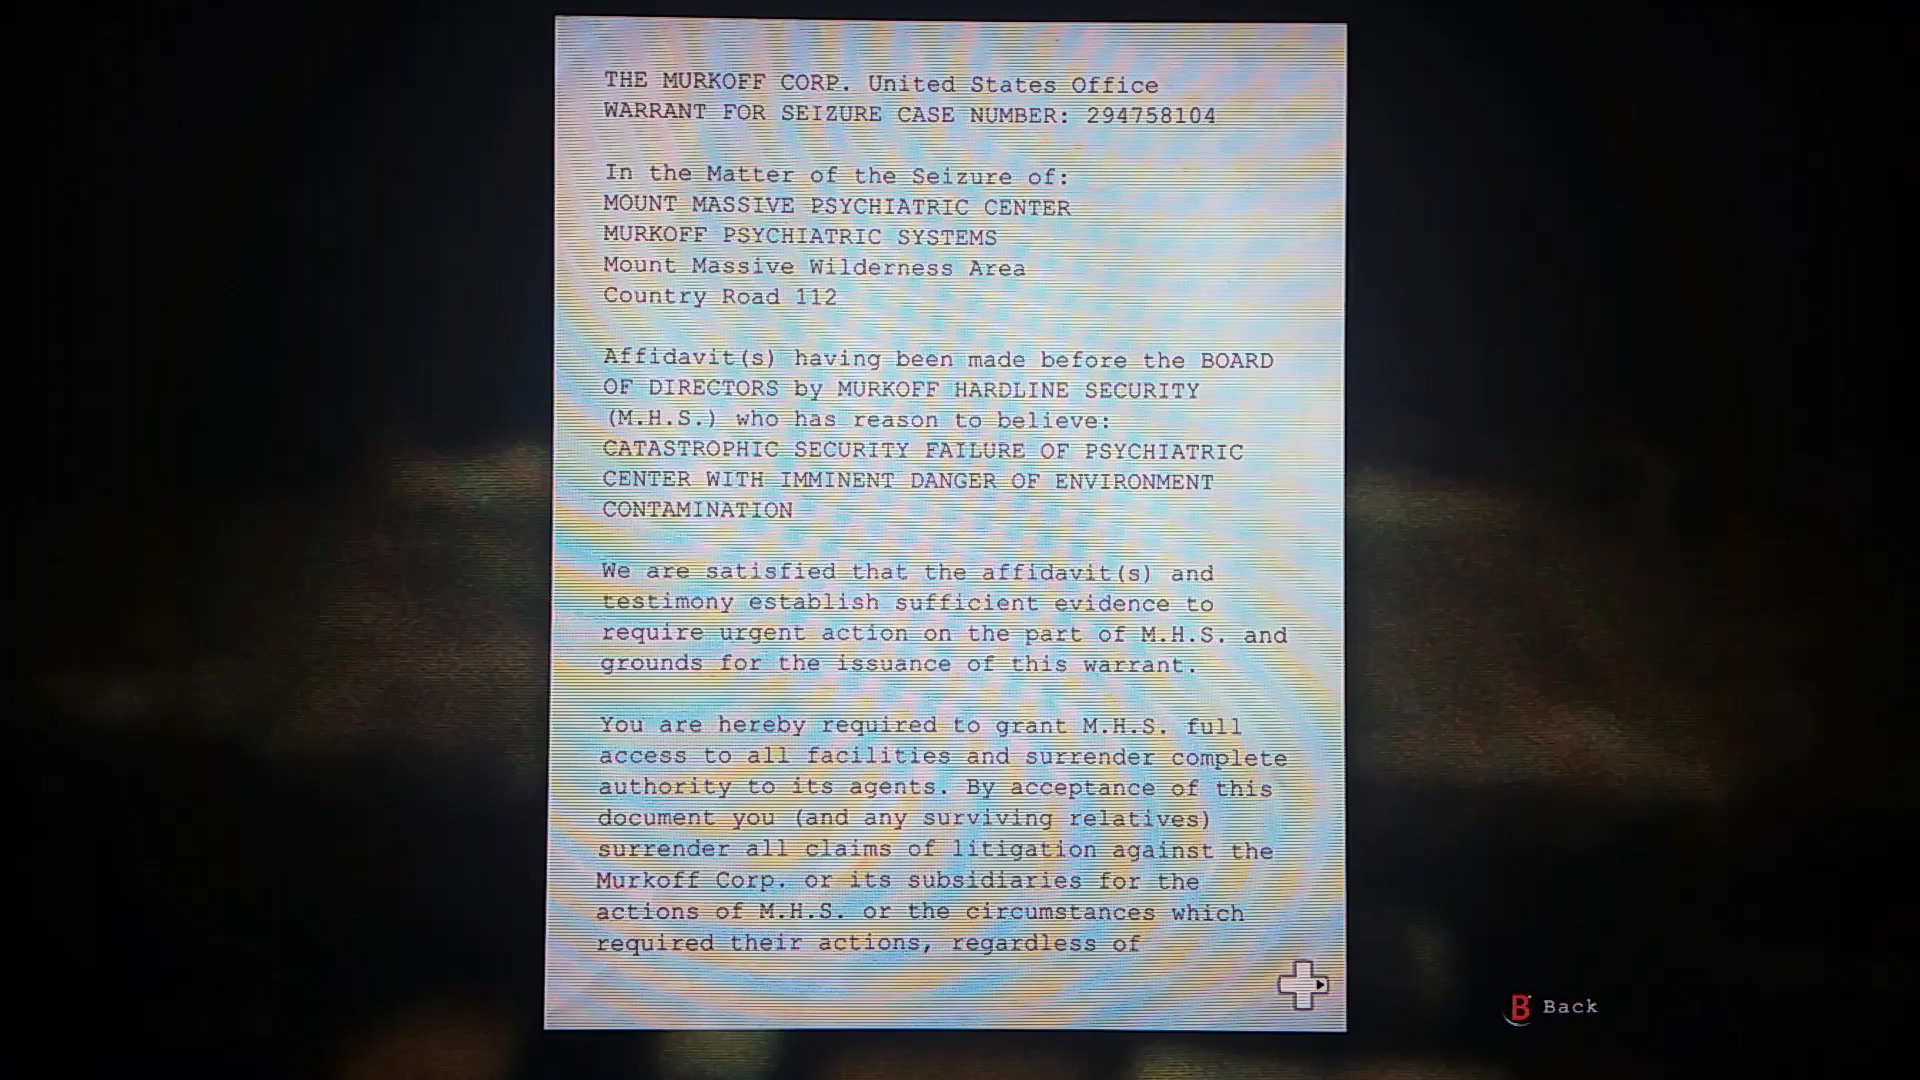 THE MURKOFF CORP. United States Office
WARRANT FOR SEIZURE CASE NUMBER: 294758104
In the Matter of the Seizure of:
MOUNT MASSIVE PSYCHIATRIC CENTER
MURKOFF PSYCHIATRIC SYSTEMS
Mount Massive Wilderness Area
Country Road 112
Affidavit(s) having been made before the BOARD
OF DIRECTORS by MURKOFF HARDLINE SECURITY
(M.H.S.) who has reason to believe:
CATASTROPHIC SECURITY FAILURE OF PSYCHIATRIC
CENTER WITH IMMINENT DANGER OF ENVIRONMENT
CONTAMINATION
We are satisfied that the affidavit(s) and
testimony establish sufficient evidence to
require urgent action on the part of M.H.S. and
grounds for the issuance of this warrant.
You are hereby required to grant M.H.S. full
access to all facilities and surrender complete
authority to its agents. By acceptance of this
document you (and any surviving relatives)
surrender all claims of litigation against the
Murkoff Corp. or its subsidiaries for the
actions of M.H.S. or the circumstances which
required their actions, regardless of
B Back